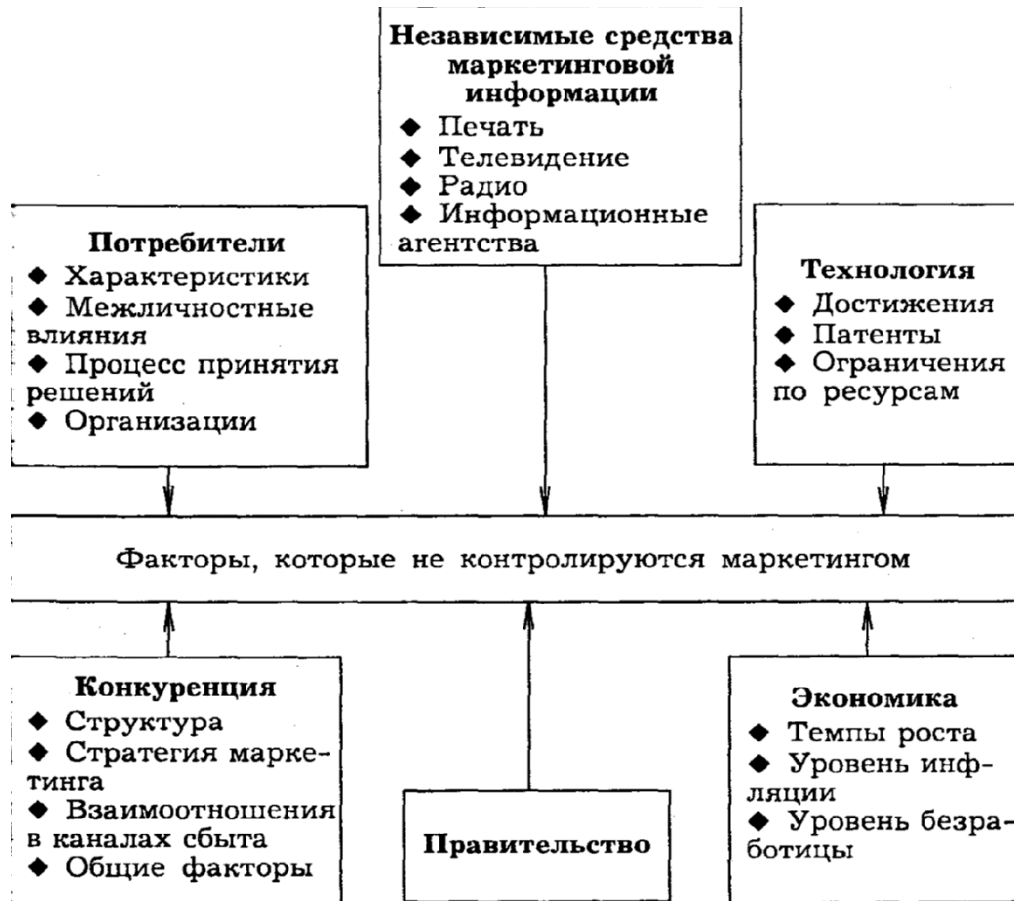 Независимые средства
маркетинговой
информации
◆ Печать
◆ Телевидение
◆ Радио
◆ Информационные
агентства
Потребители
◆ Характеристики
◆ Межличностные
влияния
◆ Процесс принятия
решений
◆ Организации
Технология
◆ Достижения
◆ Патенты
◆ Ограничения
по ресурсам
Факторы, которые не контролируются маркетингом
Конкуренция
◆ Структура
◆ Стратегия марке-
тинга
◆ Взаимоотношения
в каналах сбыта
◆ Общие факторы
Правительство
Экономика
◆ Темпы роста
◆ Уровень инф-
ляции
◆ Уровень безра-
ботицы